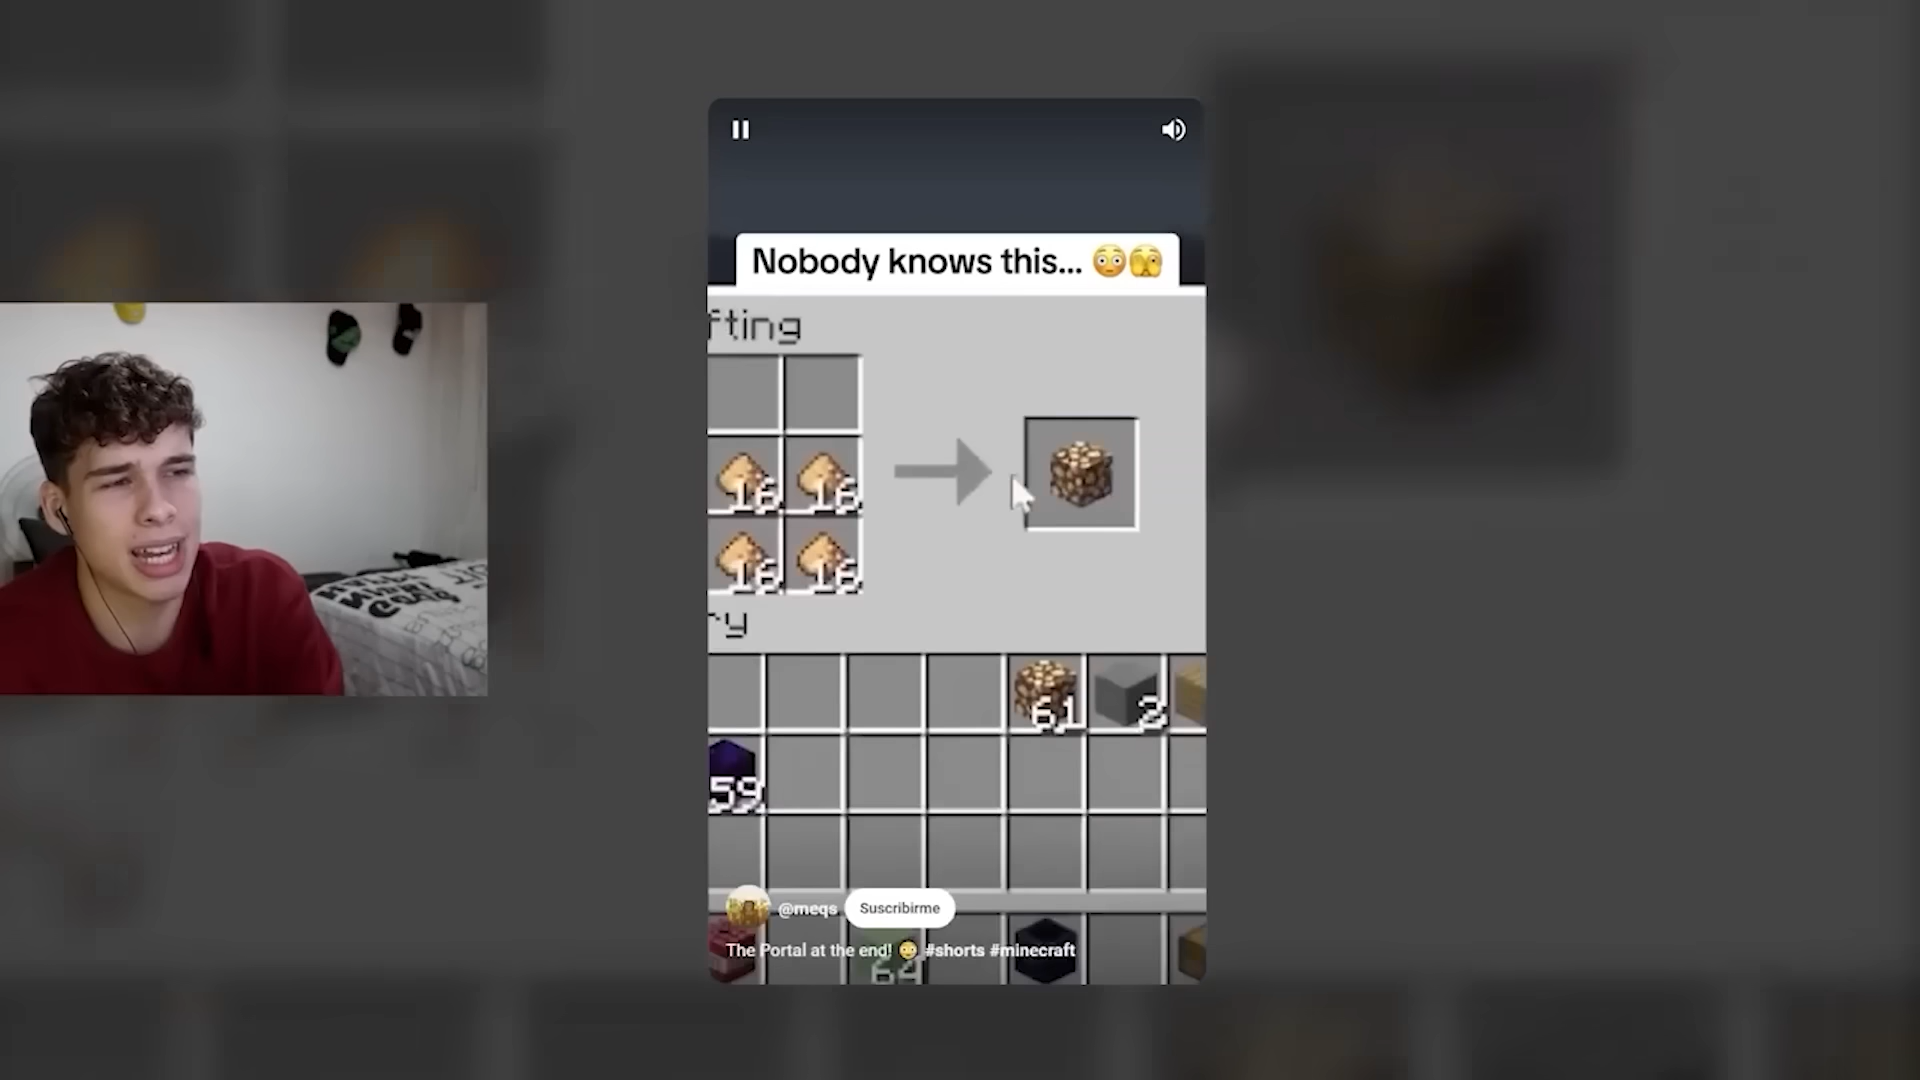 Nobody knows this... 😳🫣
fting
16 16
16 16
ry
61 2
59
@meqs Suscribirme
The Portal at the end! 😳 #shorts #minecraft
64